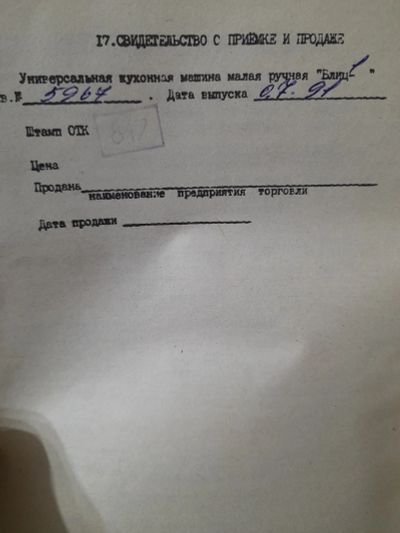 17.СВИДЕТЕЛЬСТВО С ПРИЕМКЕ И ПРОДАЖЕ
Универсальная кухонная машина малая ручная "Блиц-1"
в.№ 5967. Дата выпуска 07.91
Штамп ОТК
Цена
Продана
наименование предприятия торговли
Дата продажи